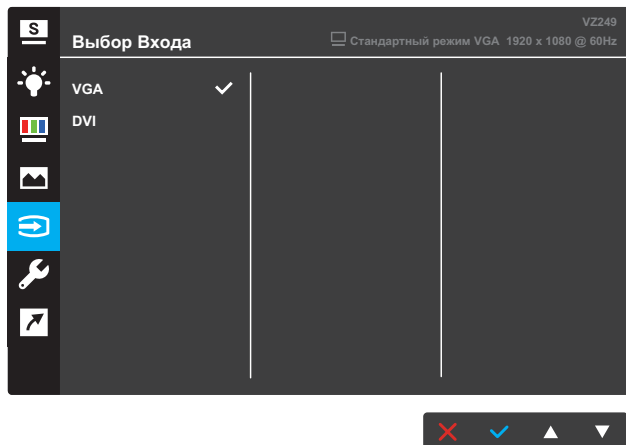 S
VZ249
Выбор Входа
Стандартный режим VGA 1920 x 1080 @ 60Hz
VGA
DVI